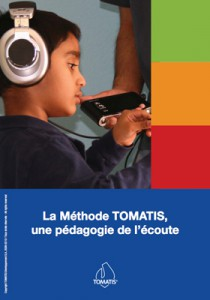 La Méthode TOMATIS,
une pédagogie de l'écoute
TOMATIS